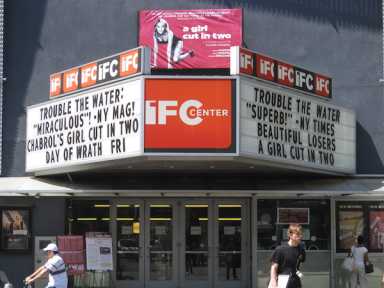 a girl
cut in two
iFC iFC iFC
iFC iFC iFC
TROUBLE THE WATER:
"MIRACULOUS"! -NY MAG!
CHABROL'S GIRL CUT IN TWO
DAY OF WRATH FRI
iFC CENTER
TROUBLE THE WATER:
"SUPERB!" -NY TIMES
BEAUTIFUL LOSERS
A GIRL CUT IN TWO